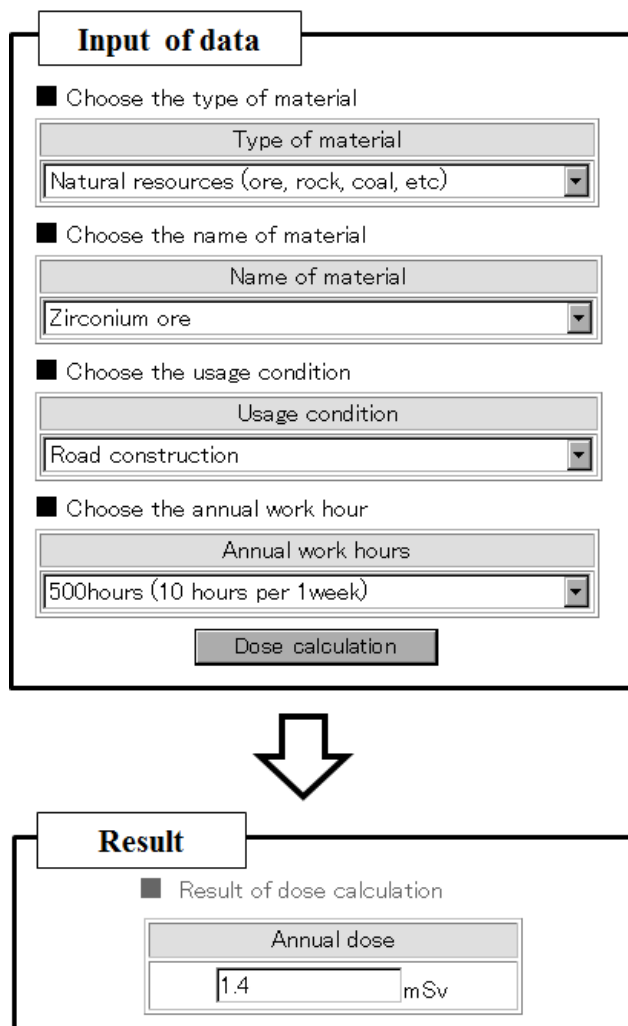 Input of data
Choose the type of material
Type of material
Natural resources (ore, rock, coal, etc)
Choose the name of material
Name of material
Zirconium ore
Choose the usage condition
Usage condition
Road construction
Choose the annual work hour
Annual work hours
500hours (10 hours per 1week)
Dose calculation
Result
Result of dose calculation
Annual dose
1.4 mSv